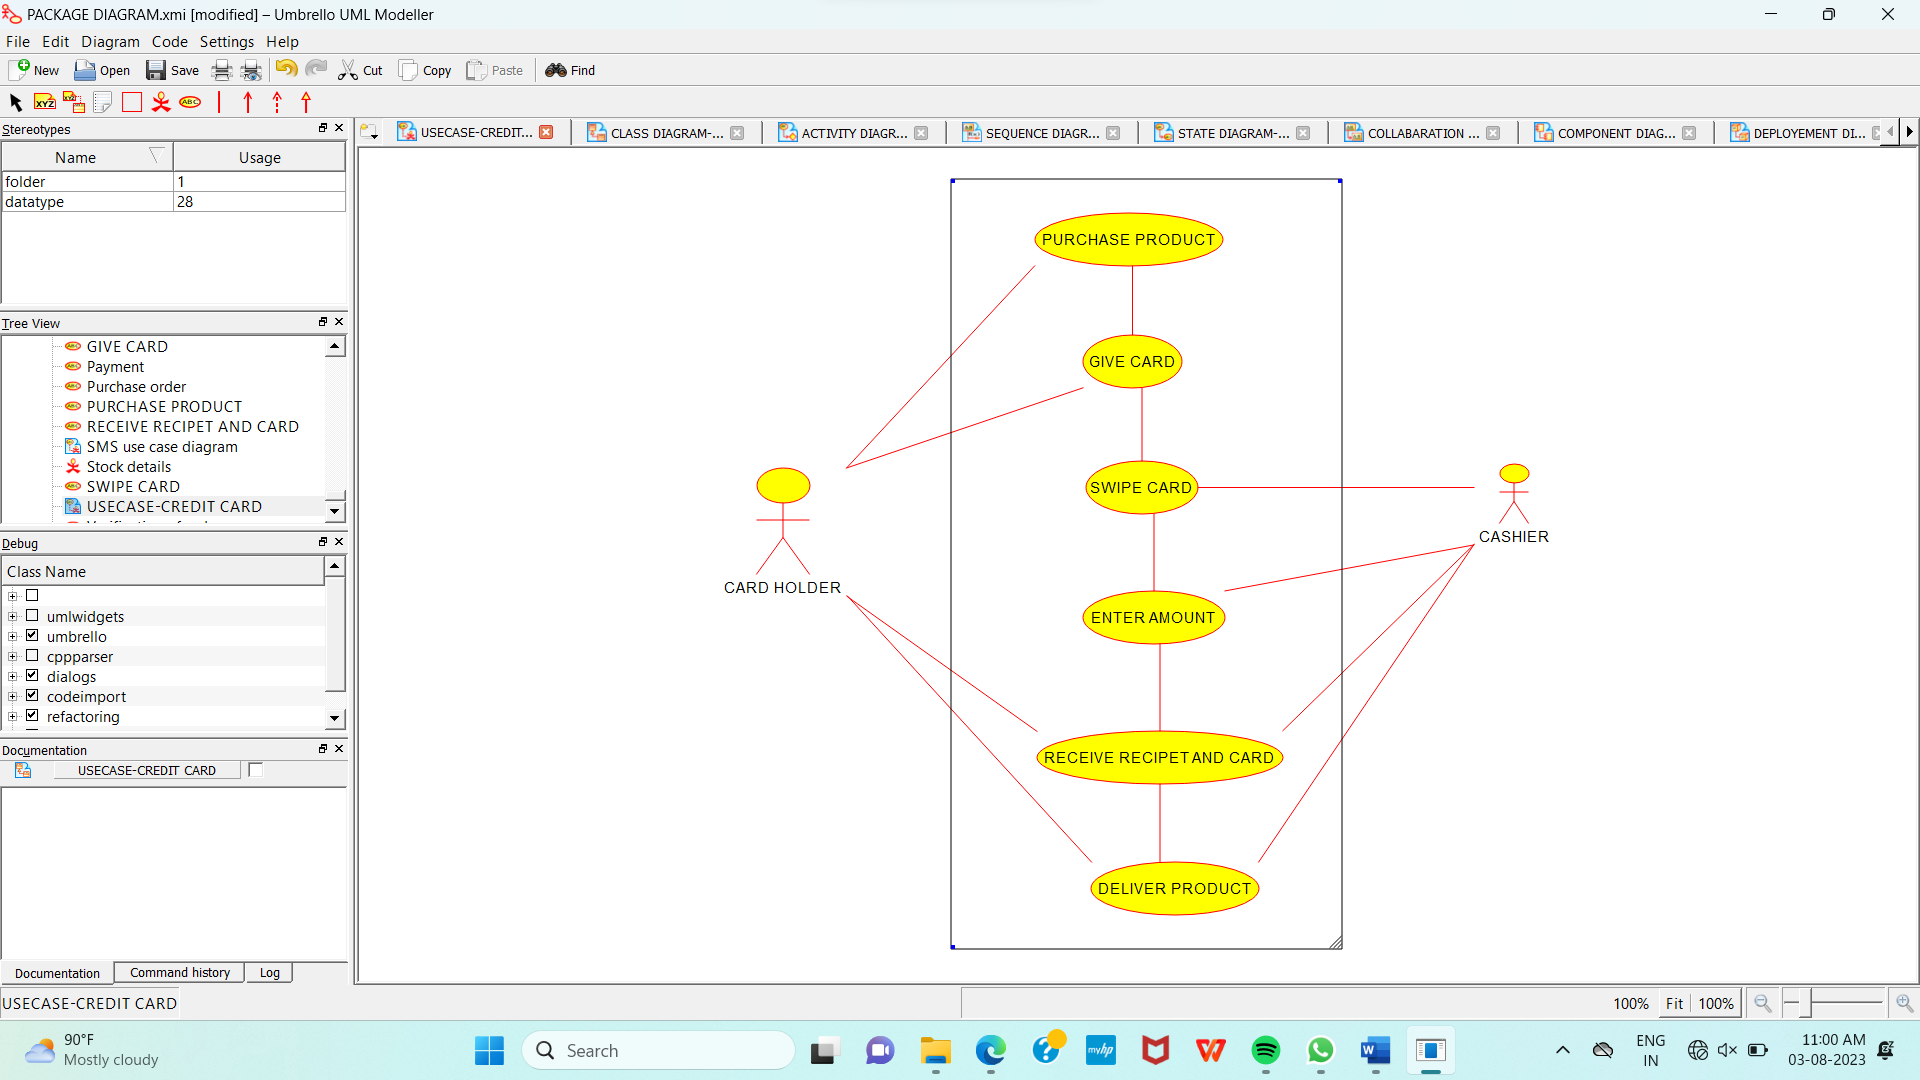 PACKAGE DIAGRAM.xmi [modified] – Umbrello UML Modeller
File Edit Diagram Code Settings Help
New Open Save Cut Copy Paste Find
XYZ XYZ ABC
Stereotypes
Name Usage
folder 1
datatype 28
Tree View
GIVE CARD
Payment
Purchase order
PURCHASE PRODUCT
RECEIVE RECIPET AND CARD
SMS use case diagram
Stock details
SWIPE CARD
USECASE-CREDIT CARD
Debug
Class Name
umlwidgets
umbrello
cppparser
dialogs
codeimport
refactoring
Documentation
USECASE-CREDIT CARD
Documentation Command history Log
USECASE-CREDIT... CLASS DIAGRAM-... ACTIVITY DIAGR... SEQUENCE DIAGR... STATE DIAGRAM-... COLLABARATION ... COMPONENT DIAG... DEPLOYEMENT DI...
PURCHASE PRODUCT
GIVE CARD
SWIPE CARD
CASHIER
CARD HOLDER
ENTER AMOUNT
RECEIVE RECIPET AND CARD
DELIVER PRODUCT
USECASE-CREDIT CARD
100% Fit 100%
90°F
Mostly cloudy
Search
myhp
ENG
IN
11:00 AM
03-08-2023